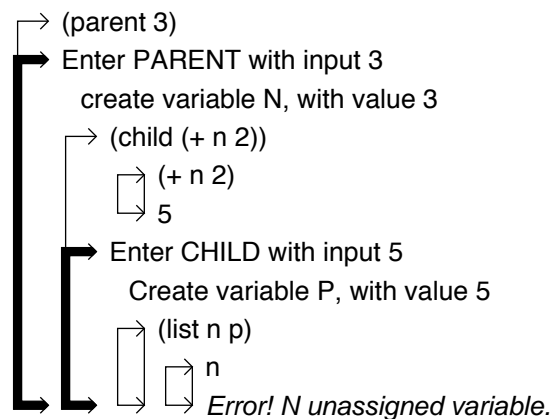 (parent 3)
Enter PARENT with input 3
create variable N, with value 3
(child (+ n 2))
(+ n 2)
5
Enter CHILD with input 5
Create variable P, with value 5
(list n p)
n
Error! N unassigned variable.